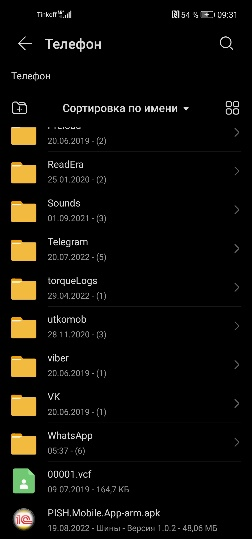 Tinkoff
54 %
09:31
Телефон
Телефон
Сортировка по имени
20.06.2019 - (2)
ReadEra
25.01.2020 - (2)
Sounds
01.09.2021 - (3)
Telegram
20.07.2022 - (5)
torqueLogs
29.04.2022 - (1)
utkomob
28.11.2020 - (3)
viber
20.06.2019 - (1)
VK
20.06.2019 - (1)
WhatsApp
05:37 - (6)
00001.vcf
09.07.2019 - 164,7 КБ
PISH.Mobile.App-arm.apk
19.08.2022 - Шины - Версия 1.0.2 - 48,06 МБ